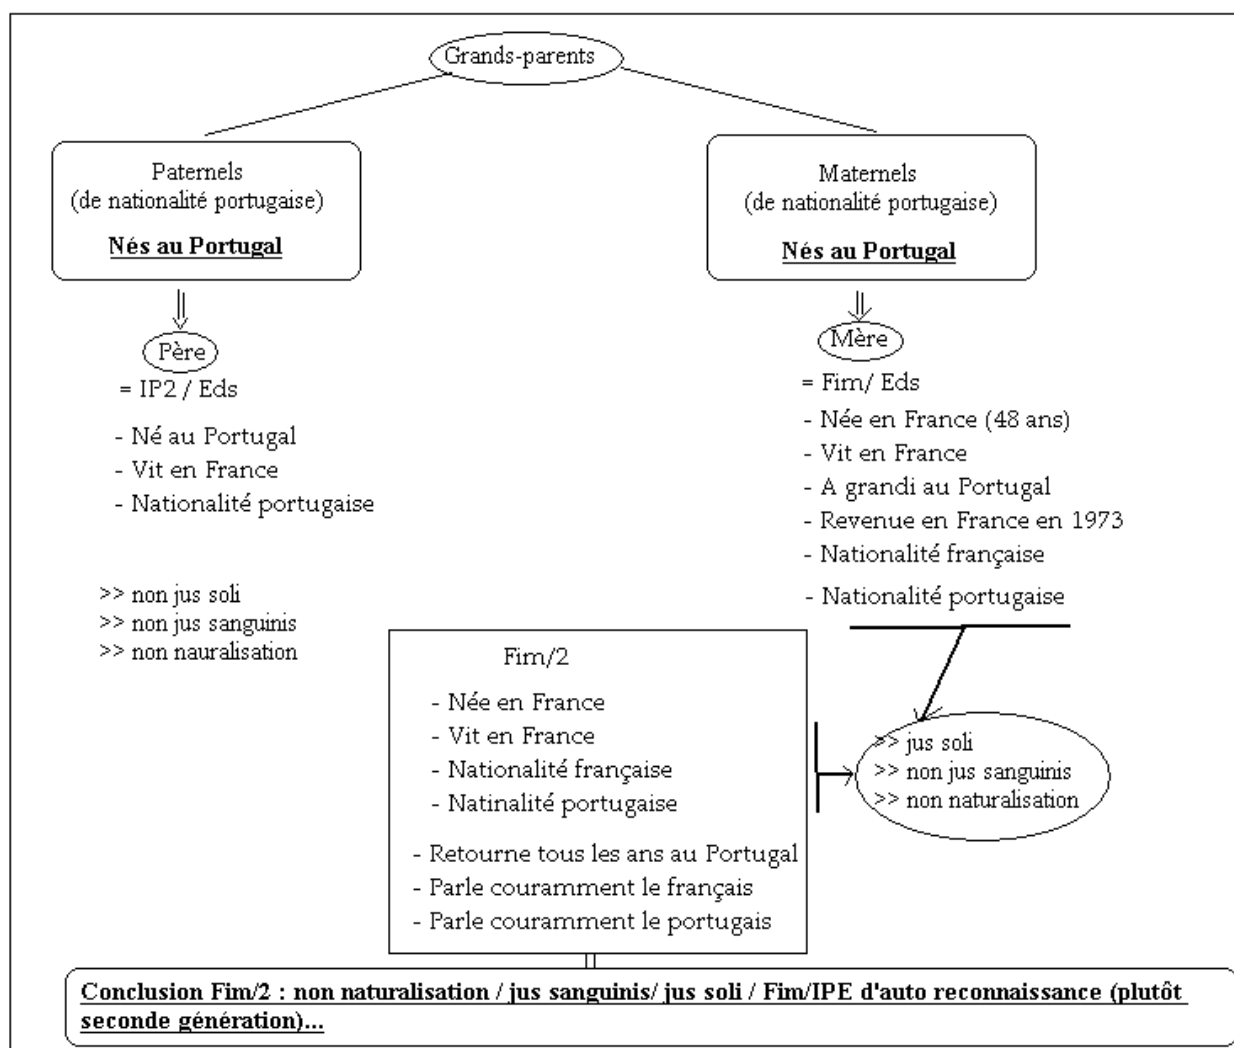 Grands-parents
Paternels
(de nationalité portugaise)
Nés au Portugal
Maternels
(de nationalité portugaise)
Nés au Portugal
Père
= IP2 / Eds
- Né au Portugal
- Vit en France
- Nationalité portugaise
>> non jus soli
>> non jus sanguinis
>> non nauralisation
Mère
= Fim/ Eds
- Née en France (48 ans)
- Vit en France
- A grandi au Portugal
- Revenue en France en 1973
- Nationalité française
- Nationalité portugaise
Fim/2
- Née en France
- Vit en France
- Nationalité française
- Natinalité portugaise
- Retourne tous les ans au Portugal
- Parle couramment le français
- Parle couramment le portugais
>> jus soli
>> non jus sanguinis
>> non naturalisation
Conclusion Fim/2 : non naturalisation / jus sanguinis/ jus soli / Fim/IPE d'auto reconnaissance (plutôt
seconde génération)...